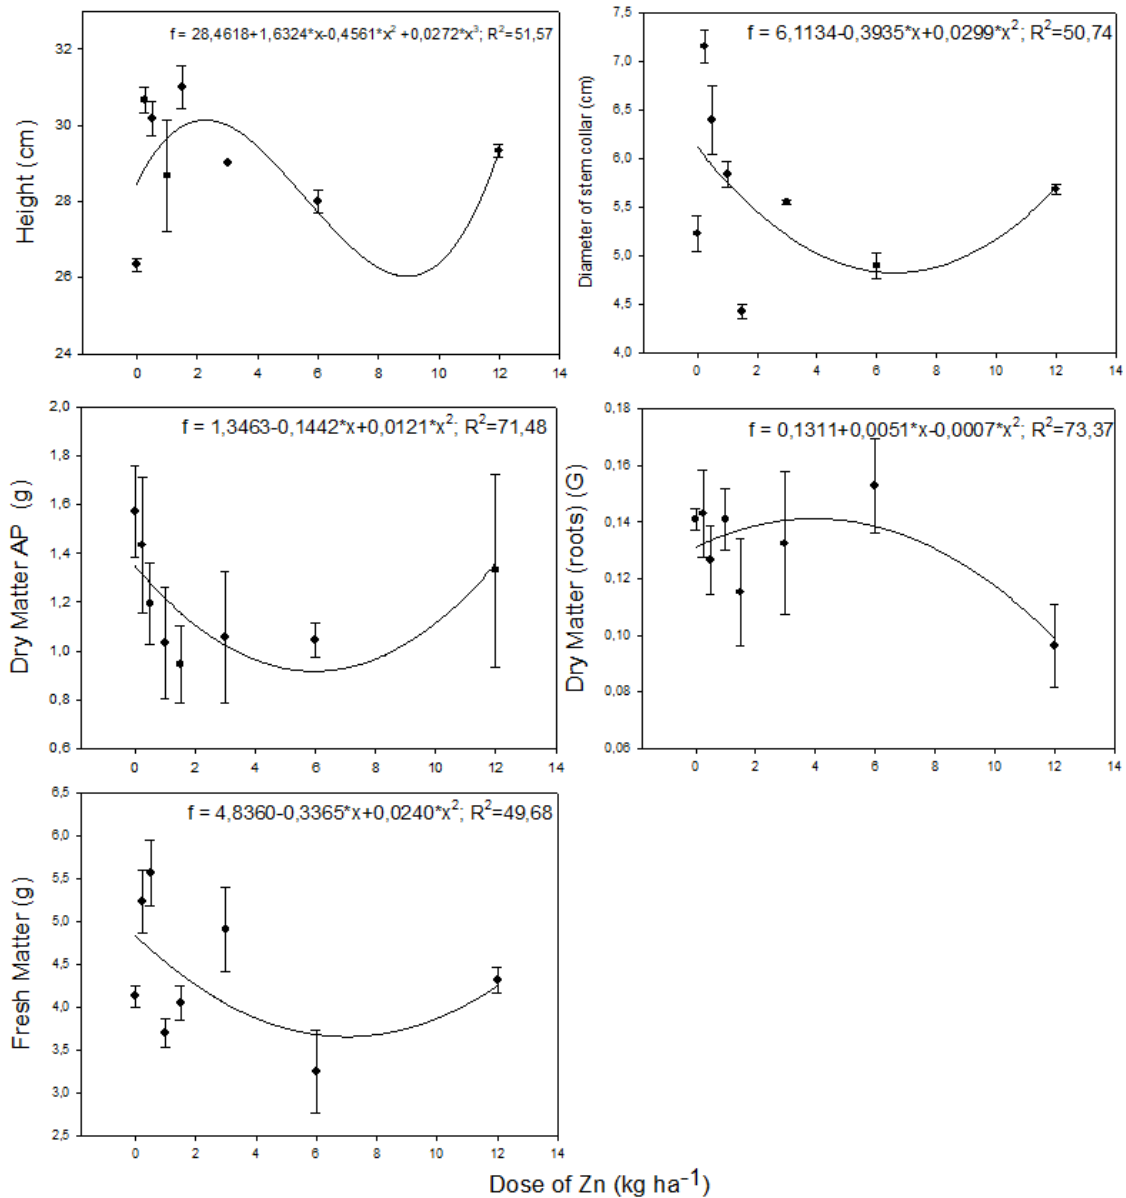 f = 28,4618+1,6324*x-0,4561*x² +0,0272*x³; R²=51,57
32
30
28
26
24
Height (cm)
0 2 4 6 8 10 12 14
f = 6,1134-0,3935*x+0,0299*x²; R²=50,74
7,5
7,0
6,5
6,0
5,5
5,0
4,5
4,0
Diameter of stem collar (cm)
0 2 4 6 8 10 12 14
f = 1,3463-0,1442*x+0,0121*x²; R²=71,48
2,0
1,8
1,6
1,4
1,2
1,0
0,8
0,6
Dry Matter AP (g)
0 2 4 6 8 10 12 14
f = 0,1311+0,0051*x-0,0007*x²; R²=73,37
0,18
0,16
0,14
0,12
0,10
0,08
0,06
Dry Matter (roots) (G)
0 2 4 6 8 10 12 14
f = 4,8360-0,3365*x+0,0240*x²; R²=49,68
6,5
6,0
5,5
5,0
4,5
4,0
3,5
3,0
2,5
Fresh Matter (g)
0 2 4 6 8 10 12 14
Dose of Zn (kg ha⁻¹)